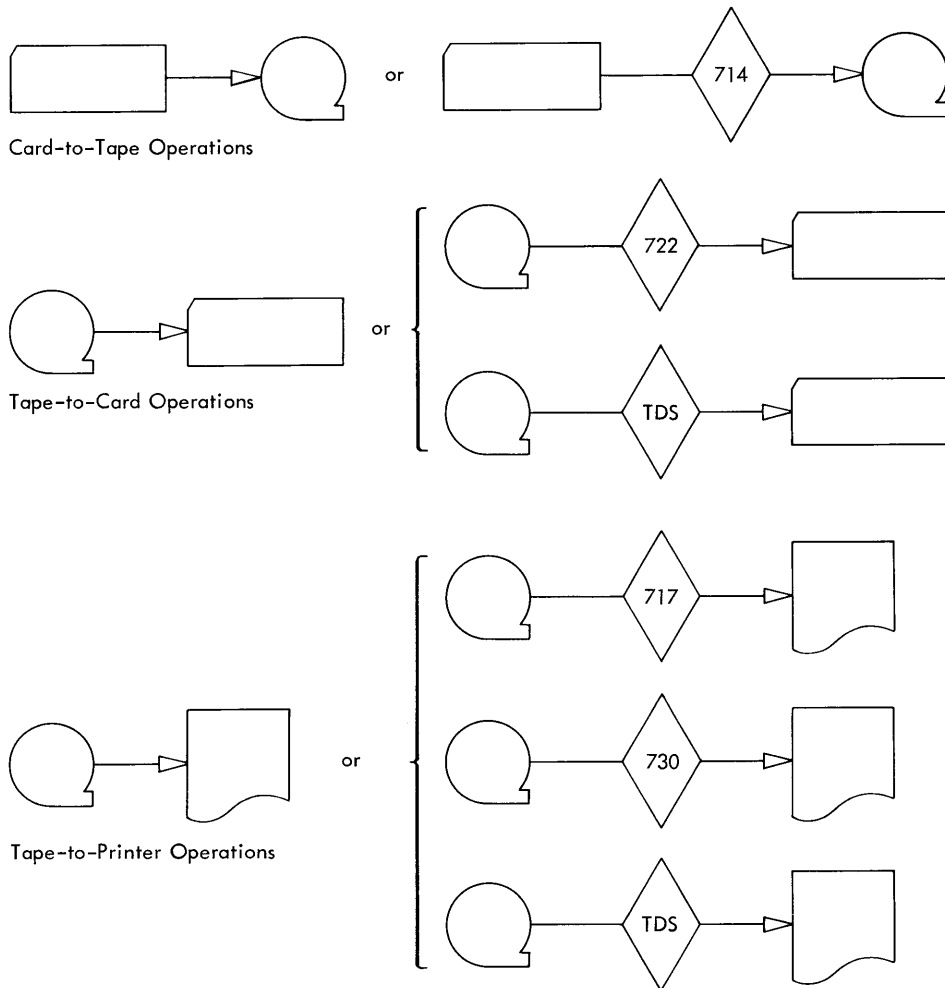 or
714
Card-to-Tape Operations
722
or
TDS
Tape-to-Card Operations
717
or
730
Tape-to-Printer Operations
TDS